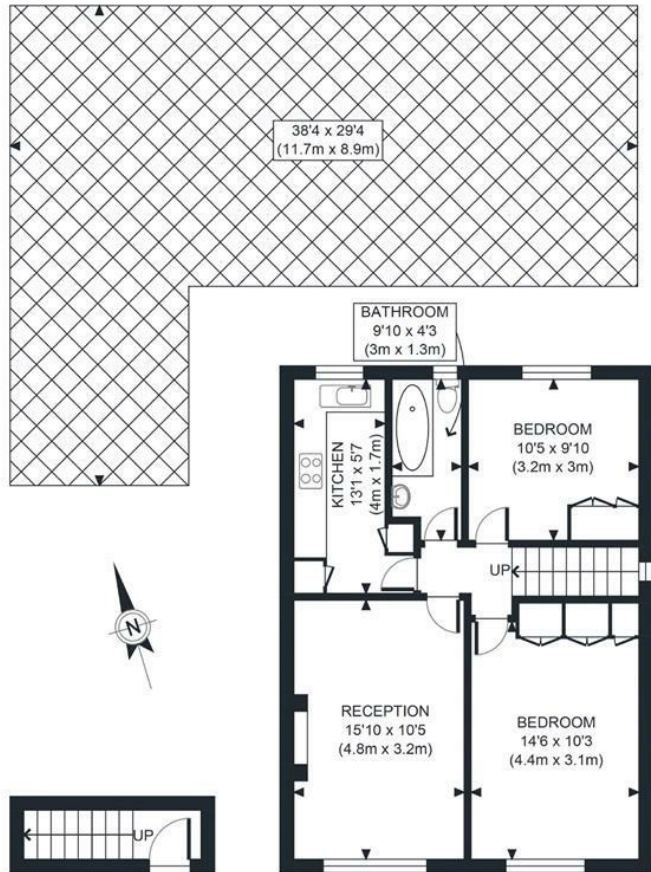 38'4 x 29'4
(11.7m x 8.9m)
BATHROOM
9'10 x 4'3
(3m x 1.3m)
KITCHEN
13'1 x 5'7
(4m x 1.7m)
BEDROOM
10'5 x 9'10
(3.2m x 3m)
UP
N
RECEPTION
15'10 x 10'5
(4.8m x 3.2m)
BEDROOM
14'6 x 10'3
(4.4m x 3.1m)
UP